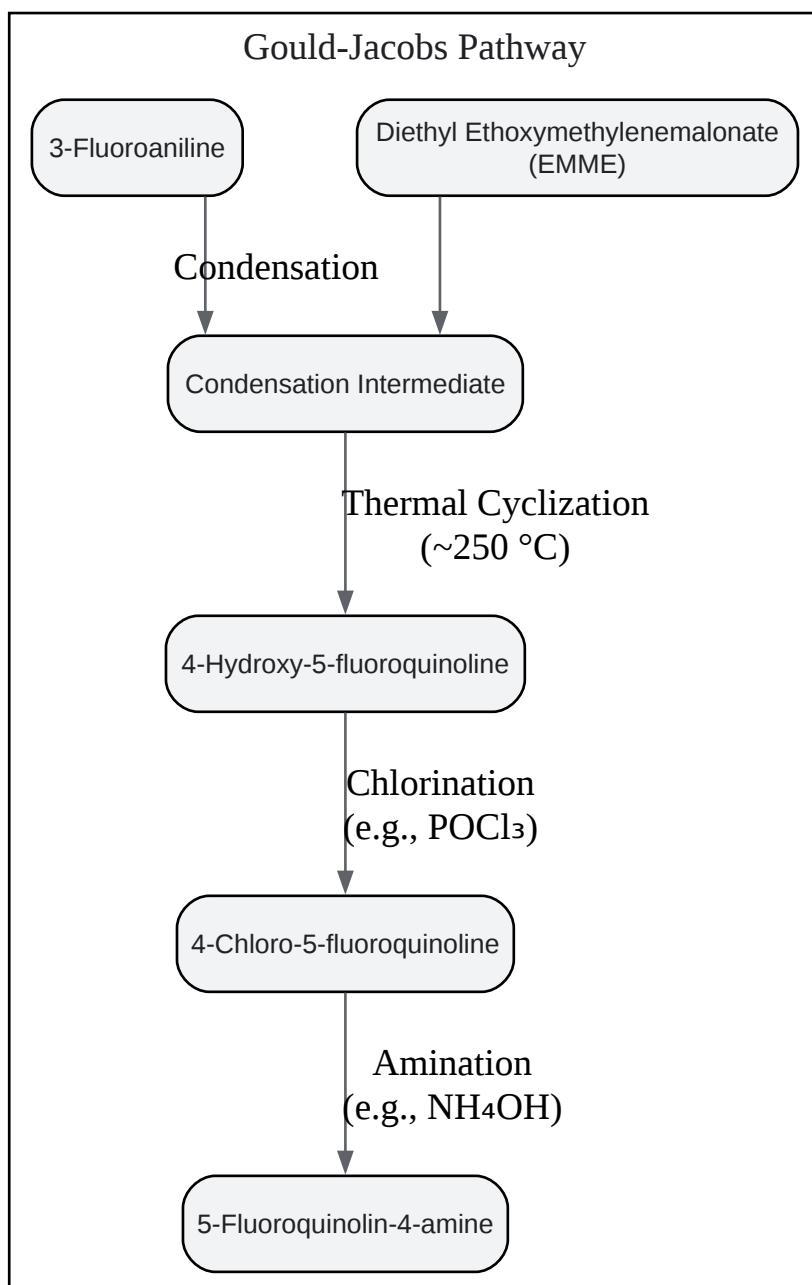 Gould-Jacobs Pathway
3-Fluoroaniline
Diethyl Ethoxymethylenemalonate
(EMME)
Condensation
Condensation Intermediate
Thermal Cyclization
(~250 °C)
4-Hydroxy-5-fluoroquinoline
Chlorination
(e.g., POCl₃)
4-Chloro-5-fluoroquinoline
Amination
(e.g., NH₄OH)
5-Fluoroquinolin-4-amine